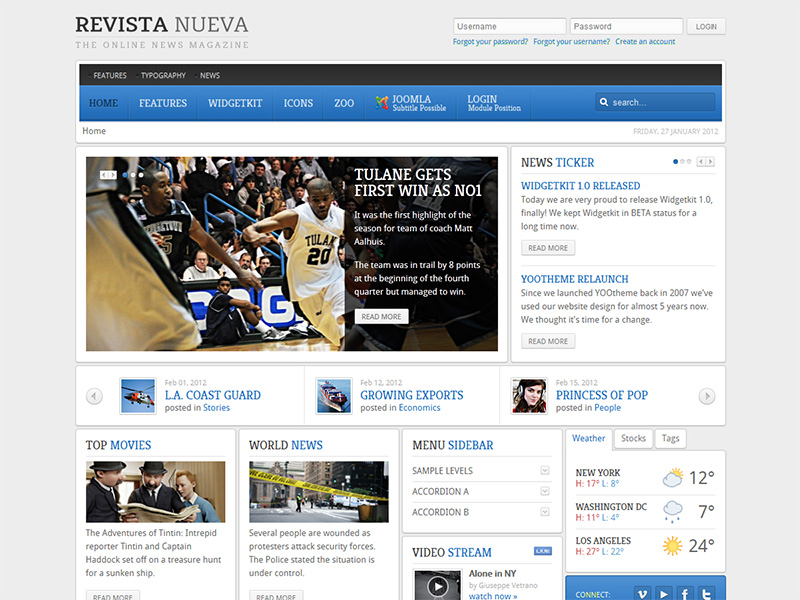 REVISTA NUEVA
THE ONLINE NEWS MAGAZINE
Username
Password
LOGIN
Forgot your password? Forgot your username? Create an account
FEATURES TYPOGRAPHY NEWS
HOME
FEATURES
WIDGETKIT
ICONS
ZOO
JOOMLA
Subtitle Possible
LOGIN
Module Position
search...
Home
FRIDAY, 27 JANUARY 2012
TULANE GETS
FIRST WIN AS NO1
It was the first highlight of the
season for team of coach Matt
Aalhuis.
The team was in trail by 8 points
at the beginning of the fourth
quarter but managed to win.
READ MORE
TULAN
20
NEWS TICKER
WIDGETKIT 1.0 RELEASED
Today we are very proud to release Widgetkit 1.0,
finally! We kept Widgetkit in BETA status for a
long time now.
READ MORE
YOOTHEME RELAUNCH
Since we launched YOOtheme back in 2007 we've
used our website design for almost 5 years now.
We thought it's time for a change.
READ MORE
Feb 01, 2012
L.A. COAST GUARD
posted in Stories
Feb 12, 2012
GROWING EXPORTS
posted in Economics
Feb 15, 2012
PRINCESS OF POP
posted in People
TOP MOVIES
The Adventures of Tintin: Intrepid
reporter Tintin and Captain
Haddock set off on a treasure hunt
for a sunken ship.
READ MORE
WORLD NEWS
Several people are wounded as
protesters attack security forces.
The Police stated the situation is
under control.
READ MORE
MENU SIDEBAR
SAMPLE LEVELS
ACCORDION A
ACCORDION B
VIDEO STREAM
Alone in NY
by Giuseppe Vetrano
watch now »
Weather
Stocks
Tags
NEW YORK
H: 17° L: 8°
12°
WASHINGTON DC
H: 11° L: 4°
7°
LOS ANGELES
H: 27° L: 22°
24°
CONNECT: